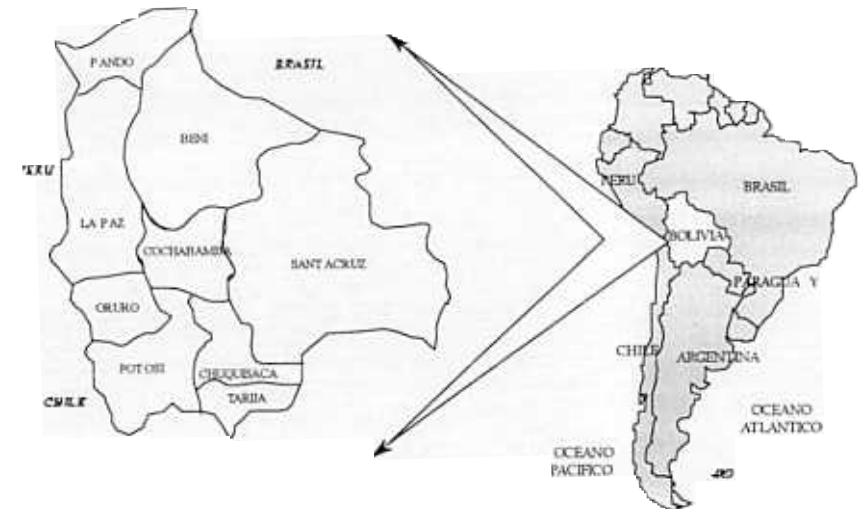 PANDO
BRASIL
BENI
LA PAZ
COCHABAMBA
SANTACRUZ
ORURO
POTOSI
CHUQUISACA
TARIJA
CHILE
PERU
BRASIL
BOLIVIA
PARAGUA Y
CHILE
ARGENTINA
OCEANO
ATLANTICO
OCEANO
PACIFICO